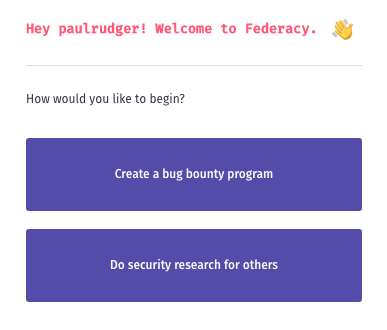 Hey paulrudger! Welcome to Federacy. 👋
How would you like to begin?
Create a bug bounty program
Do security research for others